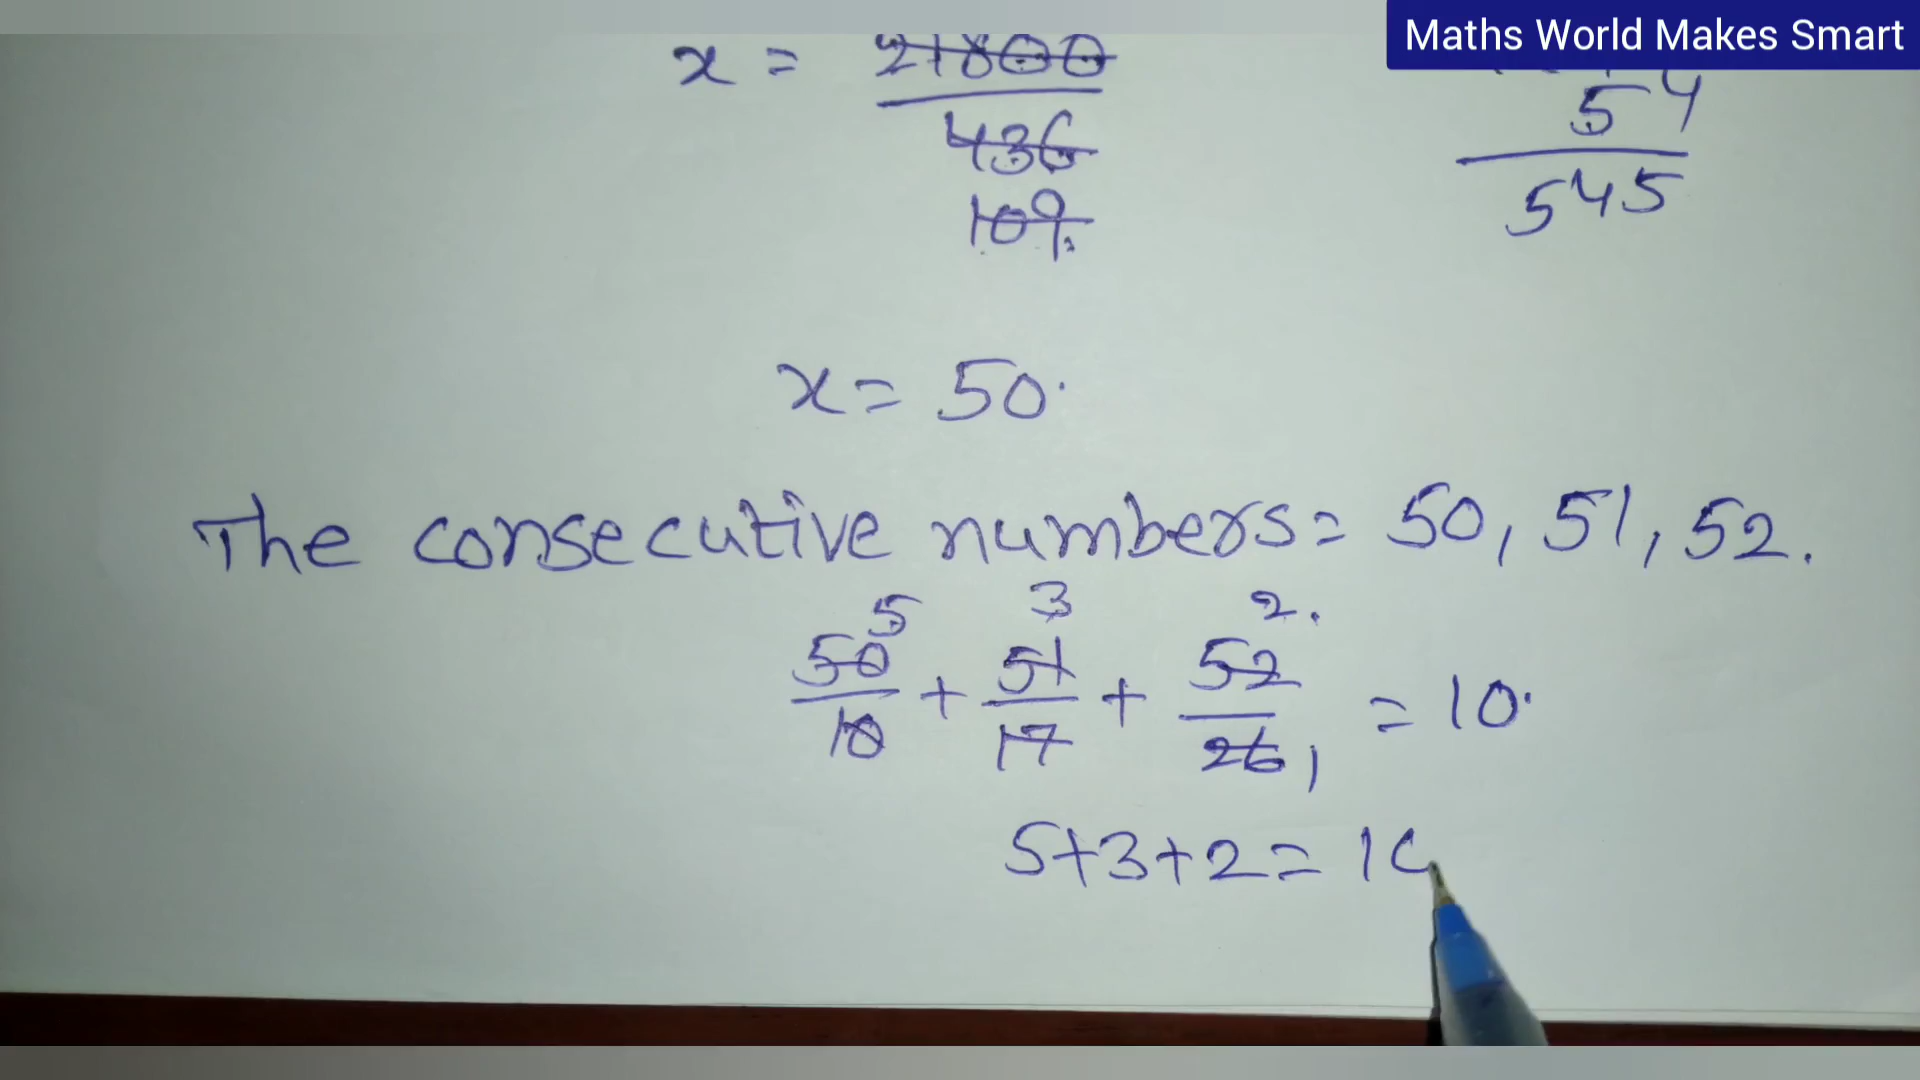 Maths World Makes Smart
x = 21800
436
109.
54
545
x = 50.
The consecutive numbers = 50, 51, 52.
5 3 2.
50/10 + 51/17 + 52/26 = 10.
1
5+3+2= 10